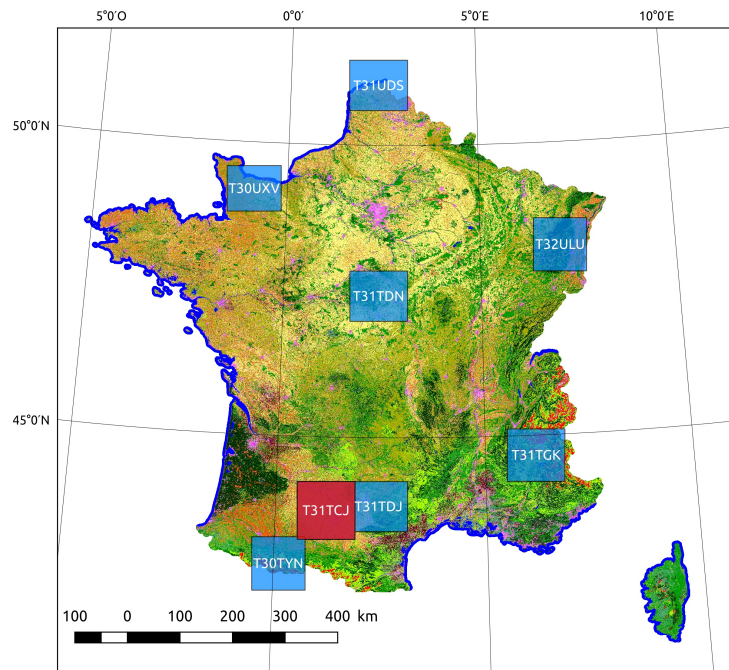 5°0'O 0°0' 5°0'E 10°0'E
50°0'N
45°0'N
T31UDS
T30UXV
T32ULU
T31TDN
T31TGK
T31TCJ
T31TDJ
T30TYN
100 0 100 200 300 400 km